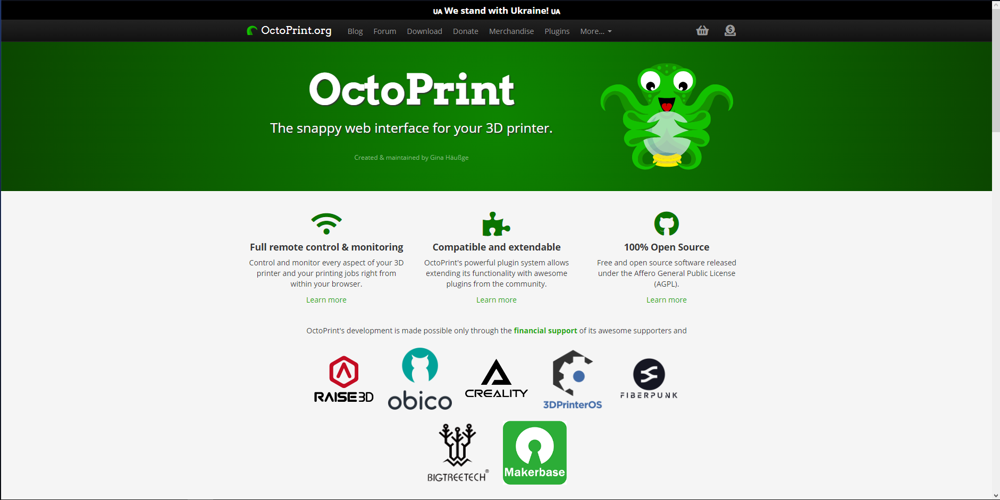 UA We stand with Ukraine! UA
OctoPrint.org Blog Forum Download Donate Merchandise Plugins More...
OctoPrint
The snappy web interface for your 3D printer.
Created & maintained by Gina Häußge
Full remote control & monitoring
Control and monitor every aspect of your 3D
printer and your printing jobs right from
within your browser.
Learn more
Compatible and extendable
OctoPrint's powerful plugin system allows
extending its functionality with awesome
plugins from the community.
Learn more
100% Open Source
Free and open source software released
under the Affero General Public License
(AGPL).
Learn more
OctoPrint's development is made possible only through the financial support of its awesome supporters and
RAISE3D
obico
CREALITY
3DPrinterOS
FIBERPUNK
BIGTREETECH®
Makerbase